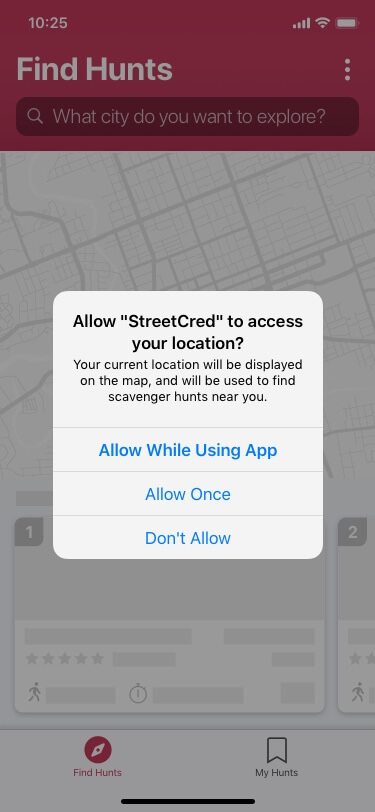 10:25
Find Hunts
What city do you want to explore?
Allow "StreetCred" to access
your location?
Your current location will be displayed
on the map, and will be used to find
scavenger hunts near you.
Allow While Using App
Allow Once
Don't Allow
1
2
Find Hunts
My Hunts